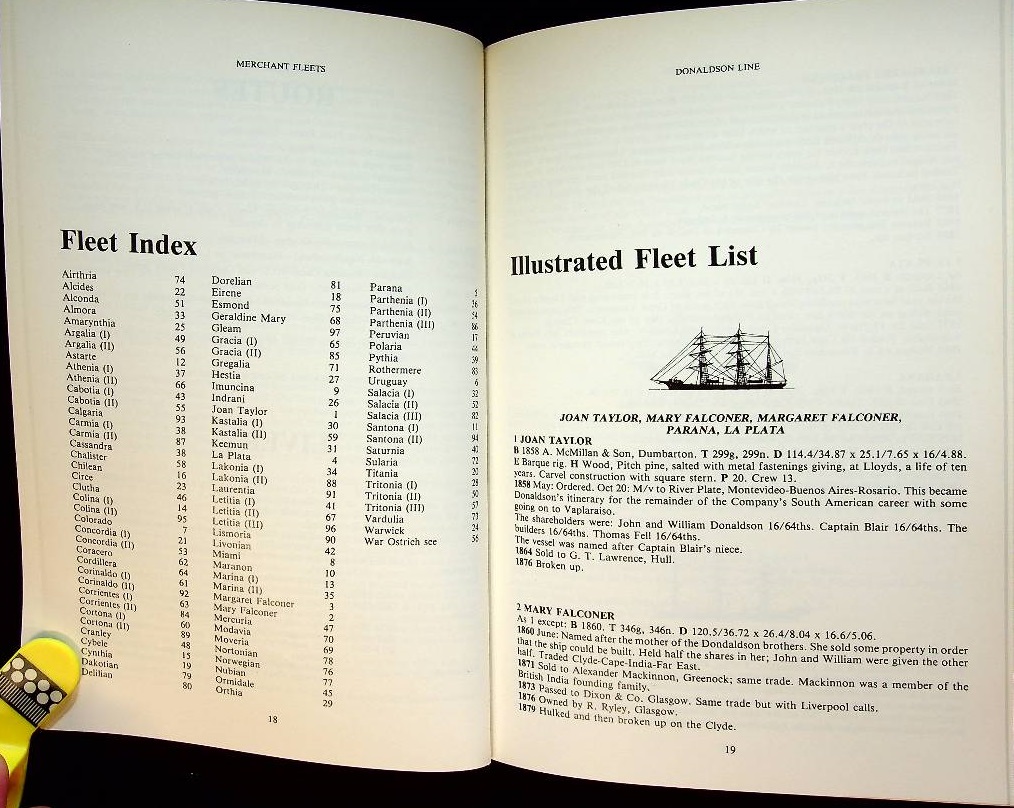 MERCHANT FLEETS
Fleet Index
Airthria 74
Alcides 22
Alconda 51
Almora 33
Amarynthia 25
Argalia (I) 49
Argalia (II) 56
Astarte 12
Athenia (I) 37
Athenia (II) 66
Cabotia (I) 43
Cabotia (II) 55
Calgaria 93
Carmia (I) 38
Carmia (II) 87
Cassandra 38
Chalister 58
Chilean 16
Circe 23
Clutha 46
Colina (I) 14
Colina (II) 95
Colorado 7
Concordia (I) 21
Concordia (II) 53
Coracero 62
Cordillera 64
Corinaldo (I) 61
Corinaldo (II) 92
Corrientes (I) 63
Corrientes (II) 84
Cortona (I) 60
Cortona (II) 89
Cranley 48
Cybele 15
Cynthia 19
Dakotian 79
Delilian 80
Dorelian 81
Eirene 18
Esmond 75
Geraldine Mary 68
Gleam 97
Gracia (I) 65
Gracia (II) 85
Gregalia 71
Hestia 27
Imuncina 9
Indrani 26
Joan Taylor 1
Kastalia (I) 30
Kastalia (II) 59
Keemun 31
La Plata 4
Lakonia (I) 34
Lakonia (II) 88
Laurentia 91
Letitia (I) 41
Letitia (II) 67
Letitia (III) 96
Lismoria 90
Livonian 42
Miami 8
Maranon 10
Marina (I) 13
Marina (II) 35
Margaret Falconer 3
Mary Falconer 2
Mercuria 47
Modavia 70
Moveria 69
Nortonian 78
Norwegian 76
Nubian 77
Ormidale 45
Orthia 29
Parana
Parthenia (I)
Parthenia (II) 54
Parthenia (III) 86
Peruvian 17
Polaria
Pythia 39
Rothermere 83
Uruguay 6
Salacia (I) 32
Salacia (II) 52
Salacia (III) 82
Santona (I) 11
Santona (II) 94
Saturnia 40
Sularia 72
Titania 20
Tritonia (I) 28
Tritonia (II) 50
Tritonia (III) 57
Vardulia 73
Warwick 24
War Ostrich see 56
18
DONALDSON LINE
Illustrated Fleet List
JOAN TAYLOR, MARY FALCONER, MARGARET FALCONER,
PARANA, LA PLATA
1 JOAN TAYLOR
B 1858 A. McMillan & Son, Dumbarton. T 299g, 299n. D 114.4/34.87 x 25.1/7.65 x 16/4.88.
E Barque rig. H Wood, Pitch pine, salted with metal fastenings giving, at Lloyds, a life of ten
years. Carvel construction with square stern. P 20. Crew 13.
1858 May: Ordered. Oct 20: M/v to River Plate, Montevideo-Buenos Aires-Rosario. This became
Donaldson's itinerary for the remainder of the Company's South American career with some
going on to Vaplaraiso.
The shareholders were: John and William Donaldson 16/64ths. Captain Blair 16/64ths. The
builders 16/64ths. Thomas Fell 16/64ths.
The vessel was named after Captain Blair's niece.
1864 Sold to G. T. Lawrence, Hull.
1876 Broken up.
2 MARY FALCONER
As 1 except: B 1860. T 346g, 346n. D 120.5/36.72 x 26.4/8.04 x 16.6/5.06.
1860 June: Named after the mother of the Dondaldson brothers. She sold some property in order
that the ship could be built. Held half the shares in her; John and William were given the other
half. Traded Clyde-Cape-India-Far East.
1871 Sold to Alexander Mackinnon, Greenock; same trade. Mackinnon was a member of the
British India founding family.
1873 Passed to Dixon & Co. Glasgow. Same trade but with Liverpool calls.
1876 Owned by R. Ryley, Glasgow.
1879 Hulked and then broken up on the Clyde.
19